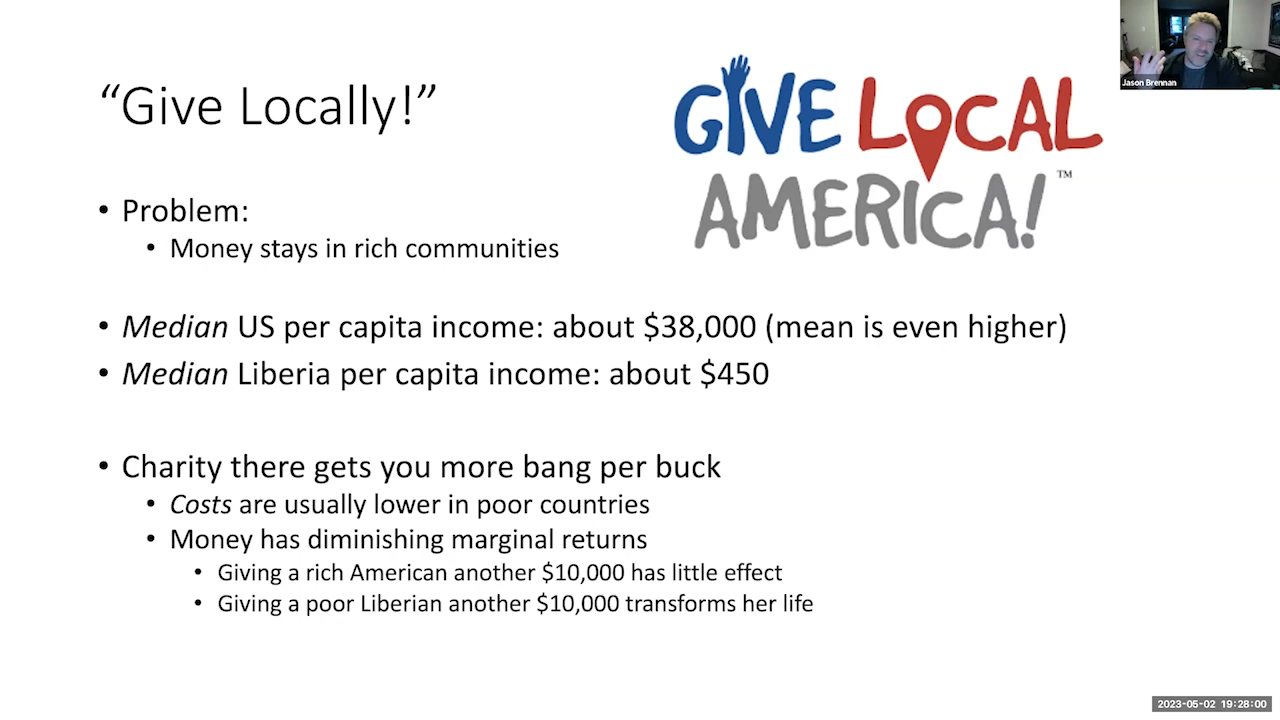 “Give Locally!”
GIVE LOCAL
AMERICA!
TM
Jason Brennan
• Problem:
• Money stays in rich communities
• Median US per capita income: about $38,000 (mean is even higher)
• Median Liberia per capita income: about $450
• Charity there gets you more bang per buck
• Costs are usually lower in poor countries
• Money has diminishing marginal returns
• Giving a rich American another $10,000 has little effect
• Giving a poor Liberian another $10,000 transforms her life
2023-05-02 19:28:00